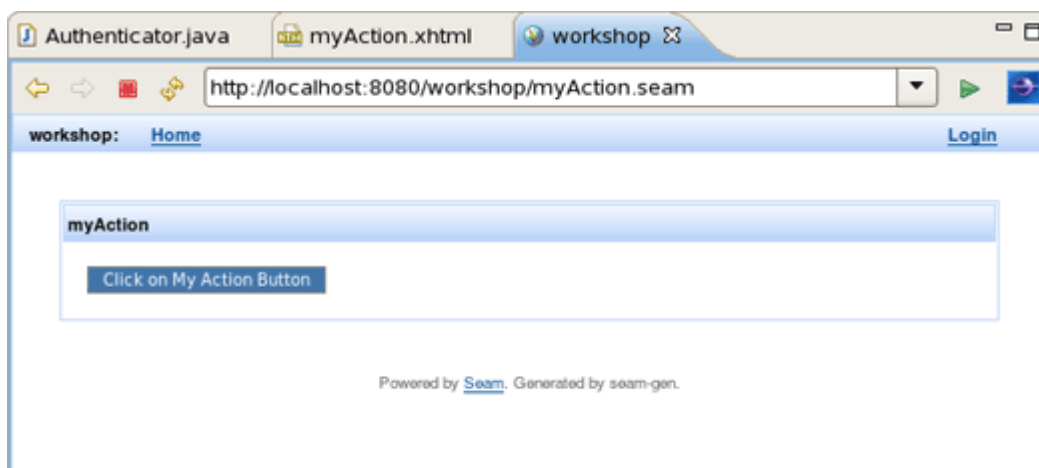 Authenticator.java myAction.xhtml workshop
http://localhost:8080/workshop/myAction.seam
workshop: Home Login
myAction
Click on My Action Button
Powered by Seam. Generated by seam-gen.